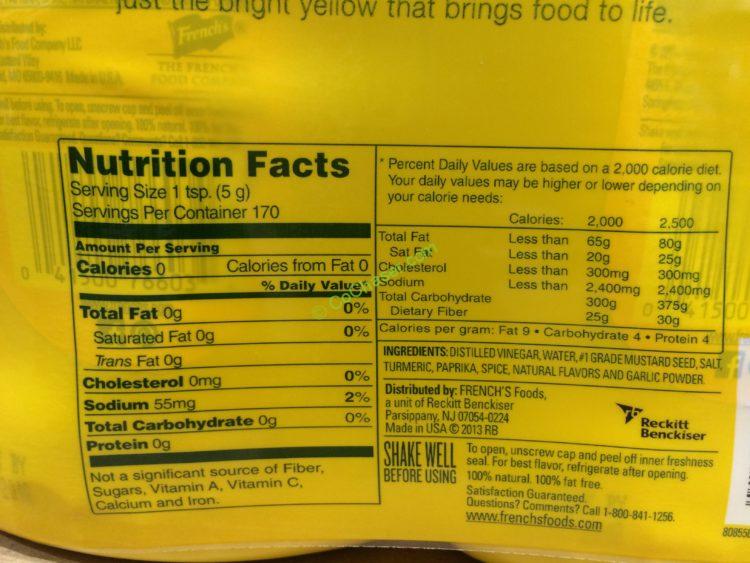 just the bright yellow that brings food to life.
French's
THE FRENCH'S
FOOD COMPANY
Nutrition Facts
Serving Size 1 tsp. (5 g)
Servings Per Container 170
Amount Per Serving
Calories 0 Calories from Fat 0
% Daily Value*
Total Fat 0g 0%
Saturated Fat 0g 0%
Trans Fat 0g
Cholesterol 0mg 0%
Sodium 55mg 2%
Total Carbohydrate 0g 0%
Protein 0g
Not a significant source of Fiber,
Sugars, Vitamin A, Vitamin C,
Calcium and Iron.
* Percent Daily Values are based on a 2,000 calorie diet.
Your daily values may be higher or lower depending on
your calorie needs:
Calories: 2,000 2,500
Total Fat Less than 65g 80g
Sat Fat Less than 20g 25g
Cholesterol Less than 300mg 300mg
Sodium Less than 2,400mg 2,400mg
Total Carbohydrate 300g 375g
Dietary Fiber 25g 30g
Calories per gram: Fat 9 • Carbohydrate 4 • Protein 4
INGREDIENTS: DISTILLED VINEGAR, WATER, #1 GRADE MUSTARD SEED, SALT,
TURMERIC, PAPRIKA, SPICE, NATURAL FLAVORS AND GARLIC POWDER.
Distributed by: FRENCH'S Foods,
a unit of Reckitt Benckiser
Parsippany, NJ 07054-0224
Made in USA © 2013 RB
Reckitt
Benckiser
SHAKE WELL
BEFORE USING
To open, unscrew cap and peel off inner freshness
seal. For best flavor, refrigerate after opening.
100% natural. 100% fat free.
Satisfaction Guaranteed.
Questions? Comments? Call 1-800-841-1256.
www.frenchsfoods.com